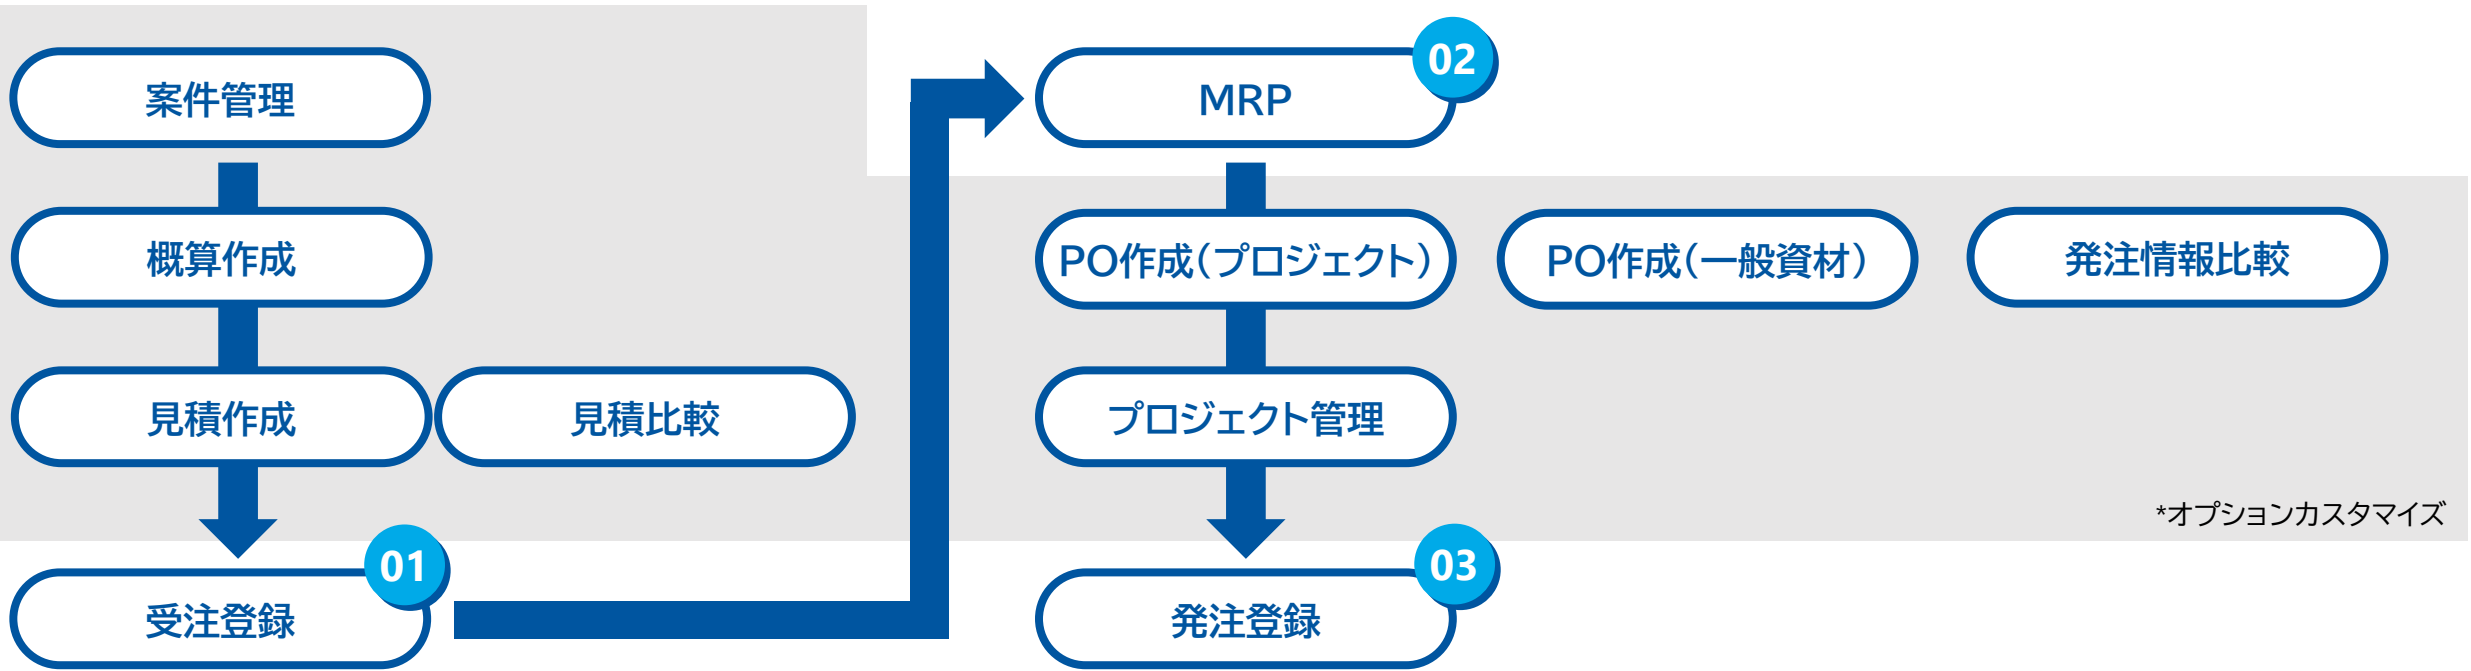 案件管理
概算作成
見積作成
見積比較
01
受注登録
02
MRP
PO作成(プロジェクト)
PO作成(一般資材)
発注情報比較
プロジェクト管理
*オプションカスタマイズ
03
発注登録